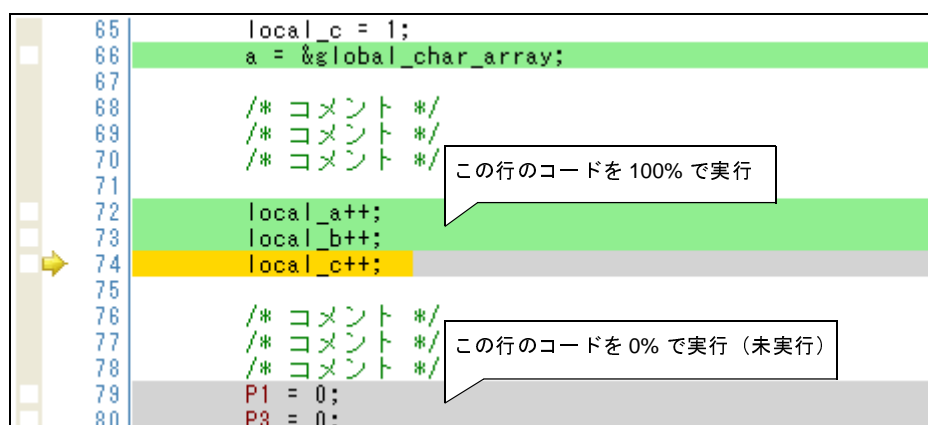 65 local_c = 1;
66 a = &global_char_array;
67
68 /* コメント */
69 /* コメント */
70 /* コメント */
この行のコードを 100% で実行
71
72 local_a++;
73 local_b++;
74 local_c++;
75
76 /* コメント */
77 /* コメント */
この行のコードを 0% で実行（未実行）
78 /* コメント */
79 P1 = 0;
80 P3 = 0;